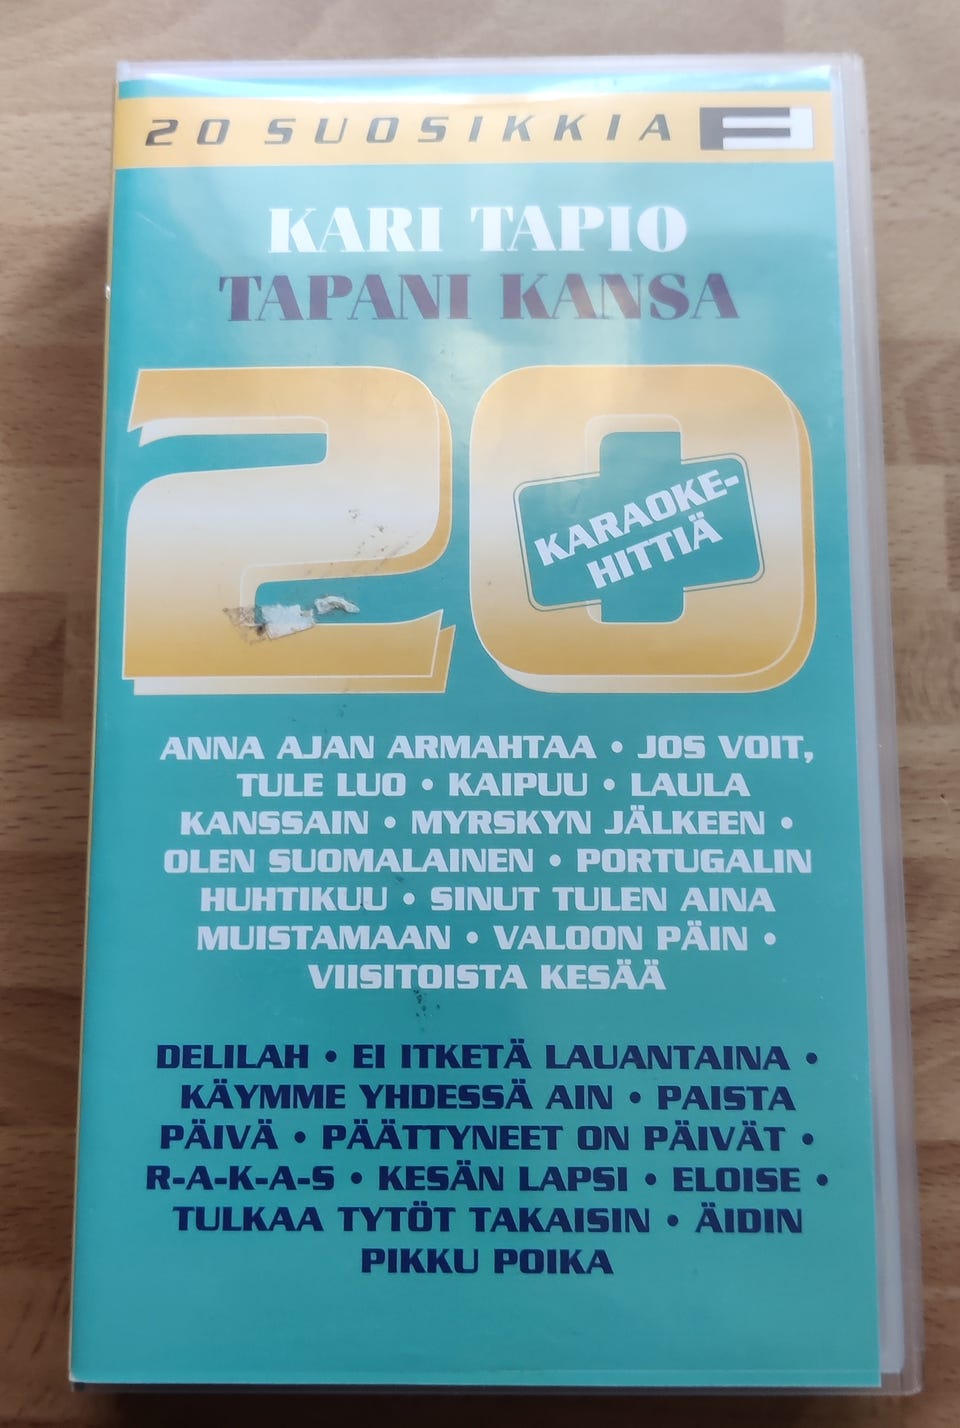 20 SUOSIKKIA F
KARI TAPIO
TAPANI KANSA
20
KARAOKE-
HITTIÄ
ANNA AJAN ARMAHTAA • JOS VOIT,
TULE LUO • KAIPUU • LAULA
KANSSAIN • MYRSKYN JÄLKEEN •
OLEN SUOMALAINEN • PORTUGALIN
HUHTIKUU • SINUT TULEN AINA
MUISTAMAAN • VALOON PÄIN •
VIISITOISTA KESÄÄ
DELILAH • EI ITKETÄ LAUANTAINA •
KÄYMME YHDESSÄ AIN • PAISTA
PÄIVÄ • PÄÄTTYNEET ON PÄIVÄT •
R-A-K-A-S • KESÄN LAPSI • ELOISE •
TULKAA TYTÖT TAKAISIN • ÄIDIN
PIKKU POIKA